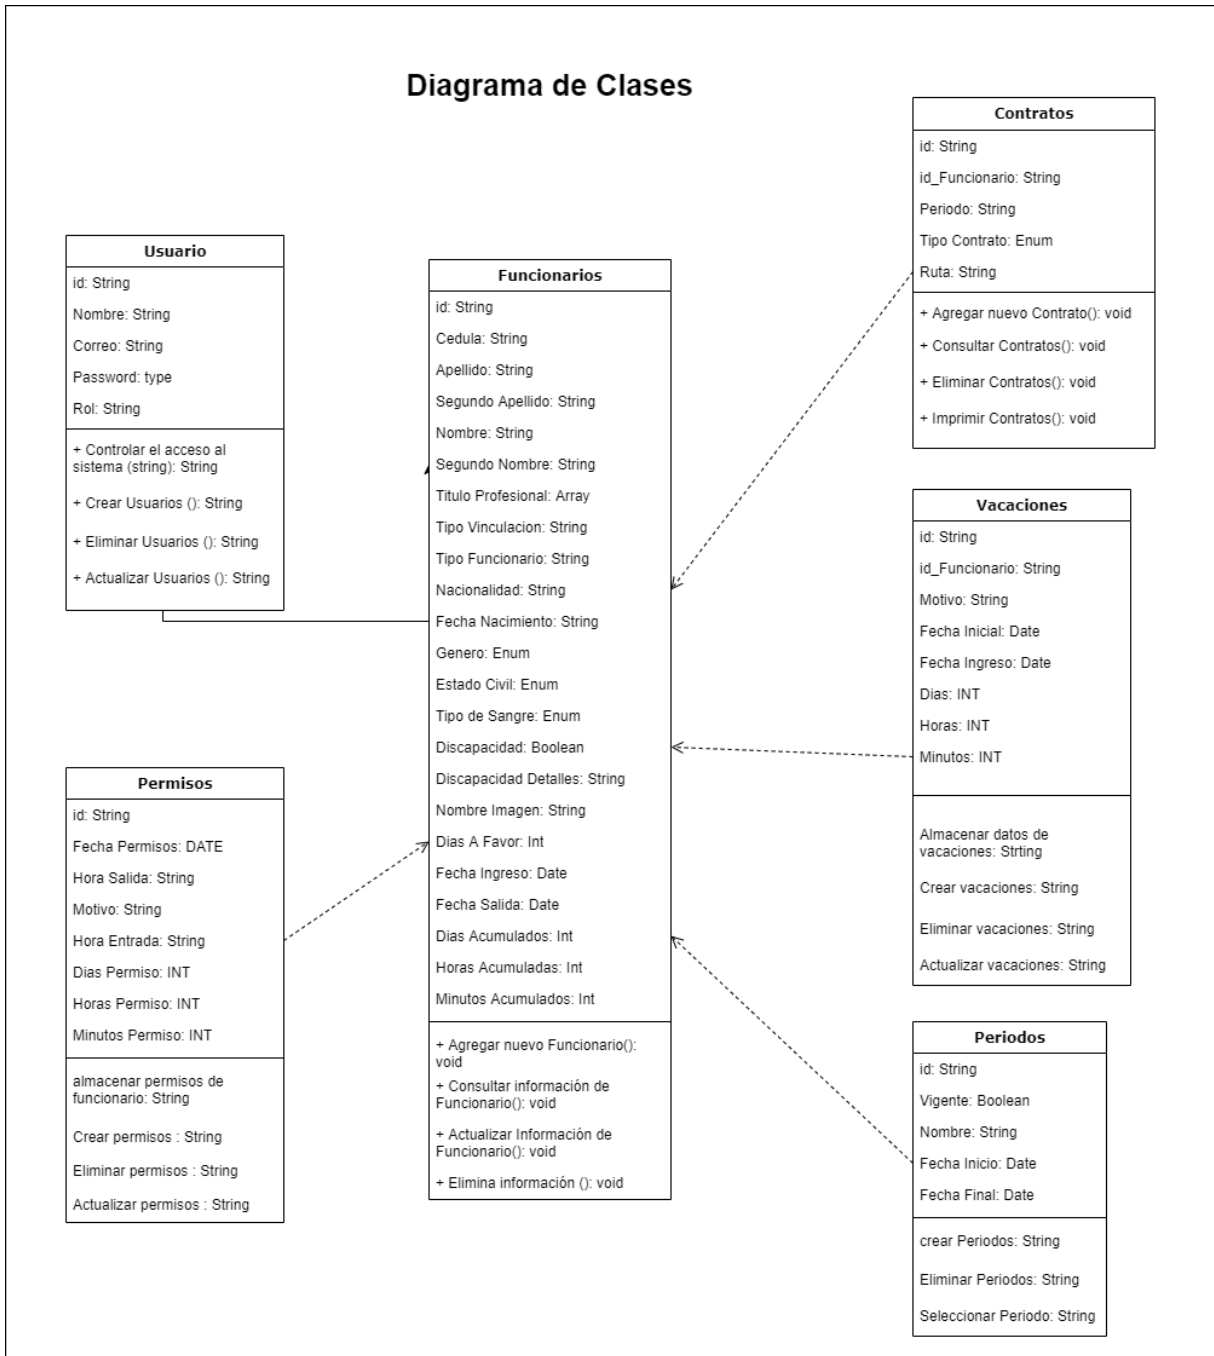 Diagrama de Clases
Usuario
id: String
Nombre: String
Correo: String
Password: type
Rol: String
+ Controlar el acceso al
sistema (string): String
+ Crear Usuarios (): String
+ Eliminar Usuarios (): String
+ Actualizar Usuarios (): String
Permisos
id: String
Fecha Permisos: DATE
Hora Salida: String
Motivo: String
Hora Entrada: String
Dias Permiso: INT
Horas Permiso: INT
Minutos Permiso: INT
almacenar permisos de
funcionario: String
Crear permisos : String
Eliminar permisos : String
Actualizar permisos : String
Funcionarios
id: String
Cedula: String
Apellido: String
Segundo Apellido: String
Nombre: String
Segundo Nombre: String
Titulo Profesional: Array
Tipo Vinculacion: String
Tipo Funcionario: String
Nacionalidad: String
Fecha Nacimiento: String
Genero: Enum
Estado Civil: Enum
Tipo de Sangre: Enum
Discapacidad: Boolean
Discapacidad Detalles: String
Nombre Imagen: String
Dias A Favor: Int
Fecha Ingreso: Date
Fecha Salida: Date
Dias Acumulados: Int
Horas Acumuladas: Int
Minutos Acumulados: Int
+ Agregar nuevo Funcionario():
void
+ Consultar información de
Funcionario(): void
+ Actualizar Información de
Funcionario(): void
+ Elimina información (): void
Contratos
id: String
id_Funcionario: String
Periodo: String
Tipo Contrato: Enum
Ruta: String
+ Agregar nuevo Contrato(): void
+ Consultar Contratos(): void
+ Eliminar Contratos(): void
+ Imprimir Contratos(): void
Vacaciones
id: String
id_Funcionario: String
Motivo: String
Fecha Inicial: Date
Fecha Ingreso: Date
Dias: INT
Horas: INT
Minutos: INT
Almacenar datos de
vacaciones: Strting
Crear vacaciones: String
Eliminar vacaciones: String
Actualizar vacaciones: String
Periodos
id: String
Vigente: Boolean
Nombre: String
Fecha Inicio: Date
Fecha Final: Date
crear Periodos: String
Eliminar Periodos: String
Seleccionar Periodo: String